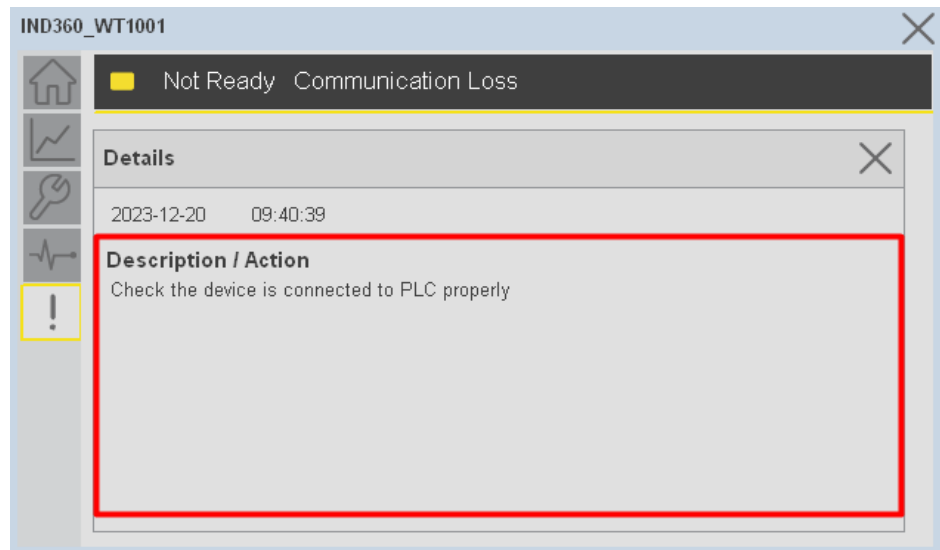 IND360_WT1001
Not Ready Communication Loss
Details
2023-12-20 09:40:39
Description / Action
Check the device is connected to PLC properly